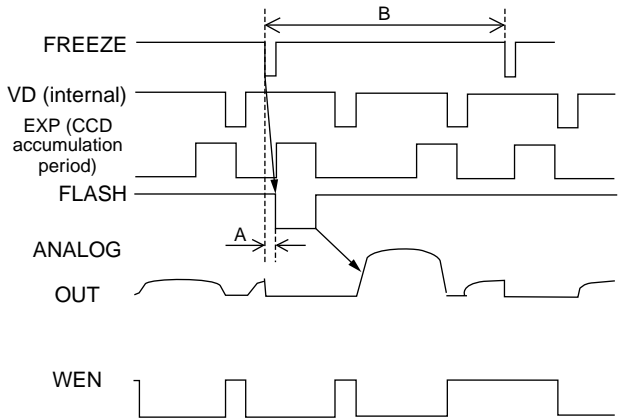 B
FREEZE
VD (internal)
EXP (CCD
accumulation
period)
FLASH
A
ANALOG
OUT
WEN